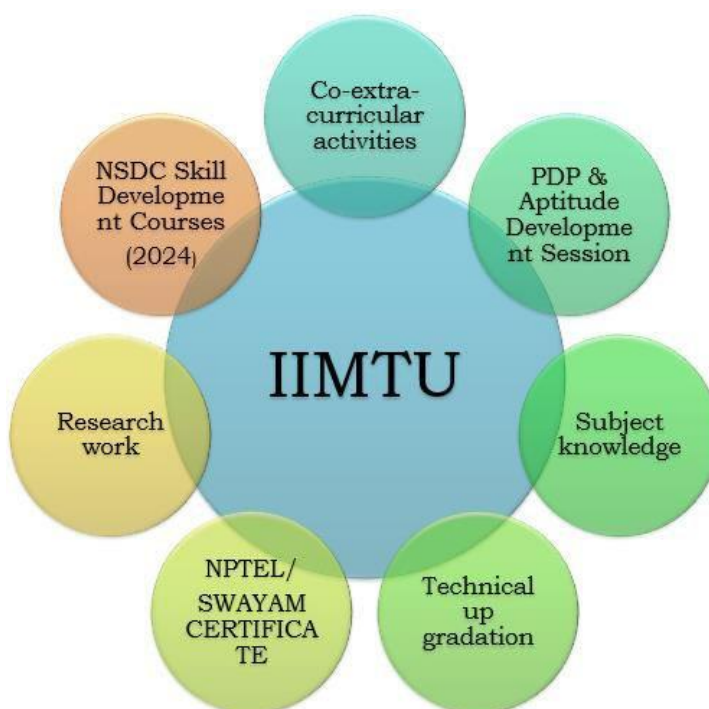 Co-extra-
curricular
activities
PDP &
Aptitude
Developme
nt Session
Subject
knowledge
Technical
up
gradation
NPTEL/
SWAYAM
CERTIFICA
TE
Research
work
NSDC Skill
Developme
nt Courses
(2024)
IIMTU